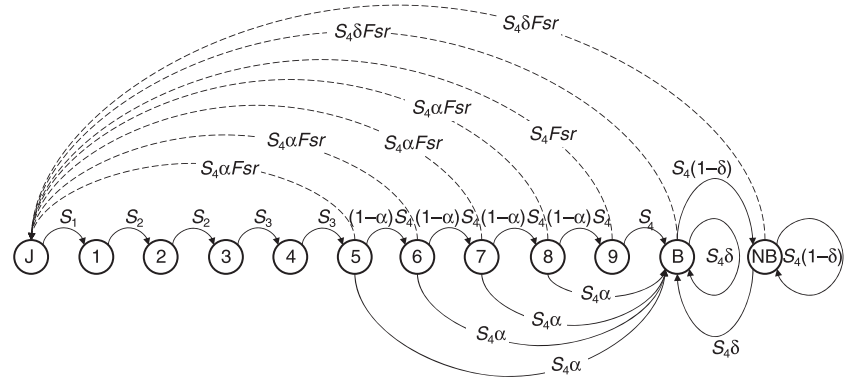 S₄δFsr
S₄δFsr
S₄αFsr
S₄Fsr
S₄αFsr
S₄αFsr
S₄αFsr
S₄(1–δ)
S₁ S₂ S₂ S₃ S₃ (1–α)S₄ (1–α)S₄ (1–α)S₄ (1–α)S₄ S₄
J 1 2 3 4 5 6 7 8 9 B S₄δ NB S₄(1–δ)
S₄α
S₄α
S₄α
S₄δ
S₄α